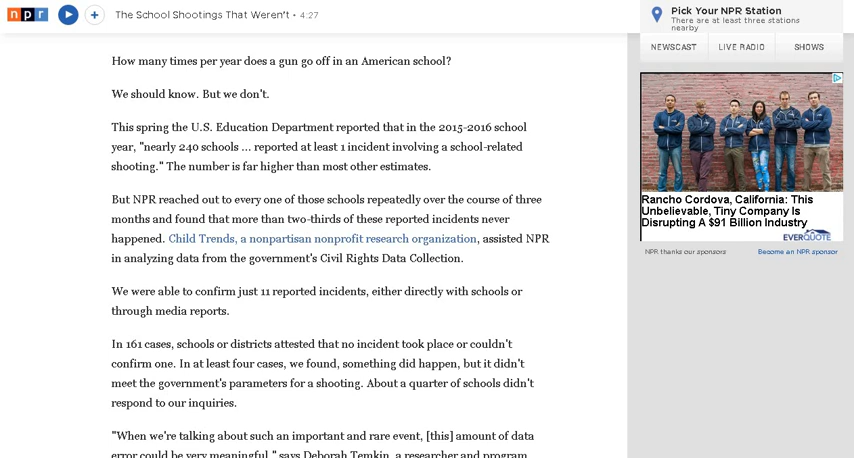 npr
The School Shootings That Weren't • 4:27
Pick Your NPR Station
There are at least three stations
nearby
NEWSCAST
LIVE RADIO
SHOWS
How many times per year does a gun go off in an American school?
We should know. But we don't.
This spring the U.S. Education Department reported that in the 2015-2016 school
year, "nearly 240 schools ... reported at least 1 incident involving a school-related
shooting." The number is far higher than most other estimates.
But NPR reached out to every one of those schools repeatedly over the course of three
months and found that more than two-thirds of these reported incidents never
happened. Child Trends, a nonpartisan nonprofit research organization, assisted NPR
in analyzing data from the government's Civil Rights Data Collection.
We were able to confirm just 11 reported incidents, either directly with schools or
through media reports.
In 161 cases, schools or districts attested that no incident took place or couldn't
confirm one. In at least four cases, we found, something did happen, but it didn't
meet the government's parameters for a shooting. About a quarter of schools didn't
respond to our inquiries.
"When we're talking about such an important and rare event, [this] amount of data
error could be very meaningful," says Deborah Temkin, a researcher and program
Rancho Cordova, California: This
Unbelievable, Tiny Company Is
Disrupting A $91 Billion Industry
EVERQUOTE
NPR thanks our sponsors
Become an NPR sponsor